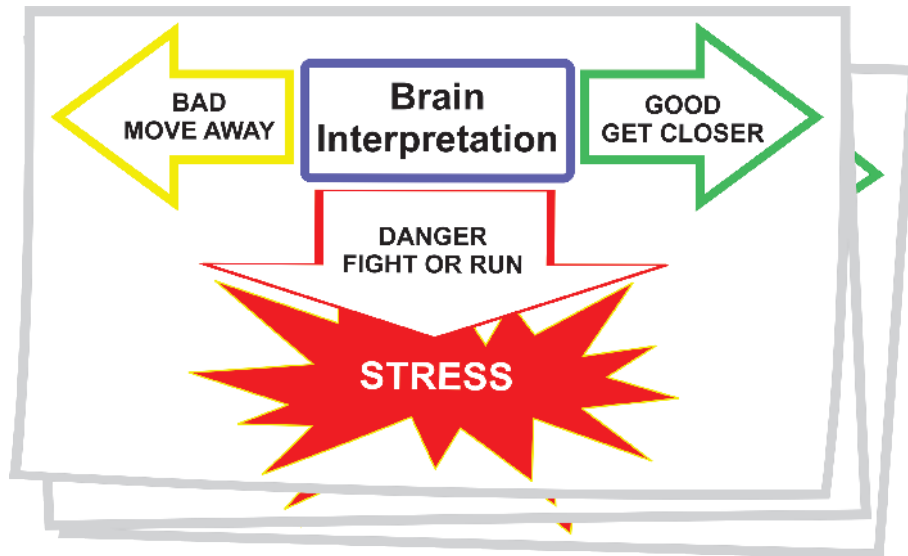 BAD
MOVE AWAY
Brain
Interpretation
GOOD
GET CLOSER
DANGER
FIGHT OR RUN
STRESS